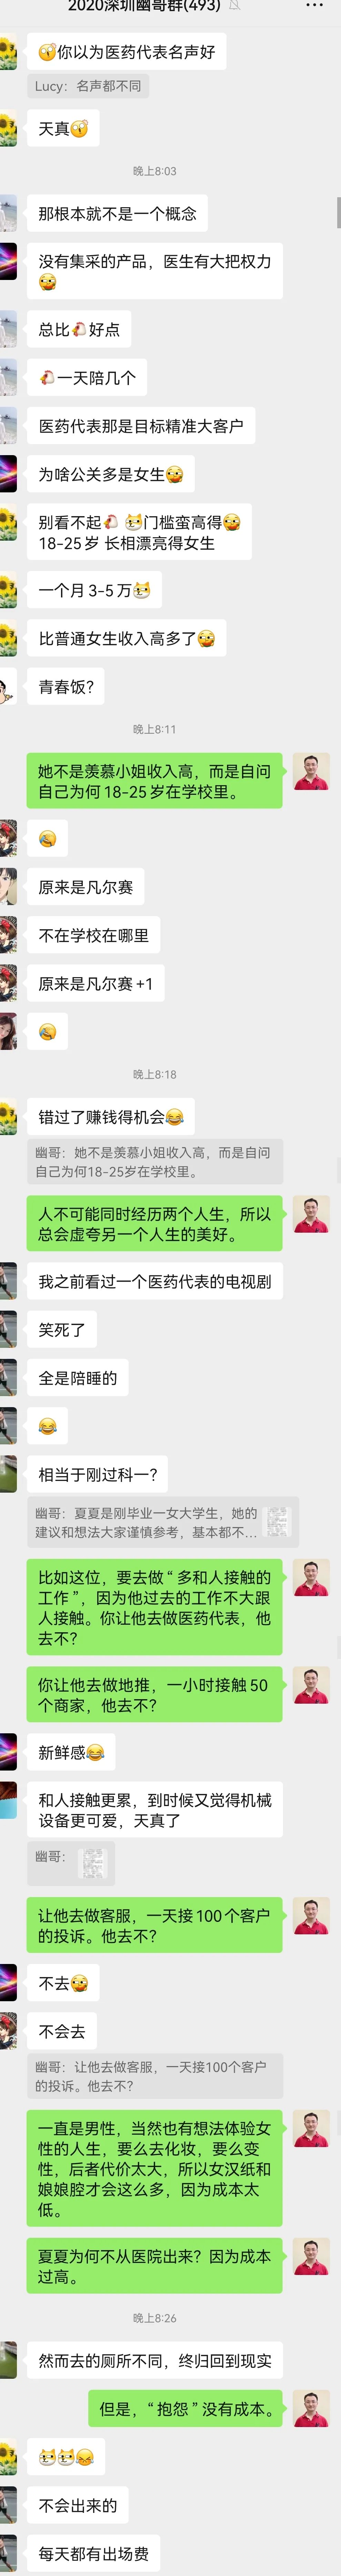 2020深圳幽哥群(493)
你以为医药代表名声好
Lucy：名声都不同
天真
晚上8:03
那根本就不是一个概念
没有集采的产品，医生有大把权力
总比🐔好点
🐔一天陪几个
医药代表那是目标精准大客户
为啥公关多是女生
别看不起🐔 门槛蛮高得
18-25岁 长相漂亮得女生
一个月3-5万
比普通女生收入高多了
青春饭?
晚上8:11
她不是羡慕小姐收入高，而是自问
自己为何18-25岁在学校里。
原来是凡尔赛
不在学校在哪里
原来是凡尔赛+1
晚上8:18
错过了赚钱得机会😂
幽哥：她不是羡慕小姐收入高，而是自问
自己为何18-25岁在学校里。
人不可能同时经历两个人生，所以
总会虚夸另一个人生的美好。
我之前看过一个医药代表的电视剧
笑死了
全是陪睡的
😂
相当于刚过科一?
幽哥：夏夏是刚毕业一女大学生，她的
建议和想法大家谨慎参考，基本都不...
比如这位，要去做“多和人接触的
工作”，因为他过去的工作不大跟
人接触。你让他去做医药代表，他
去不?
你让他去做地推，一小时接触50
个商家，他去不?
新鲜感😂
和人接触更累，到时候又觉得机械
设备更可爱，天真了
幽哥：
让他去做客服，一天接100个客户
的投诉。他去不?
不去
不会去
幽哥：让他去做客服，一天接100个客户
的投诉。他去不?
一直是男性，当然也有想法体验女
性的人生，要么去化妆，要么变
性，后者代价太大，所以女汉纸和
娘娘腔才会这么多，因为成本太
低。
夏夏为何不从医院出来？因为成本
过高。
晚上8:26
然而去的厕所不同，终归回到现实
但是，“抱怨”没有成本。
不会出来的
每天都有出场费